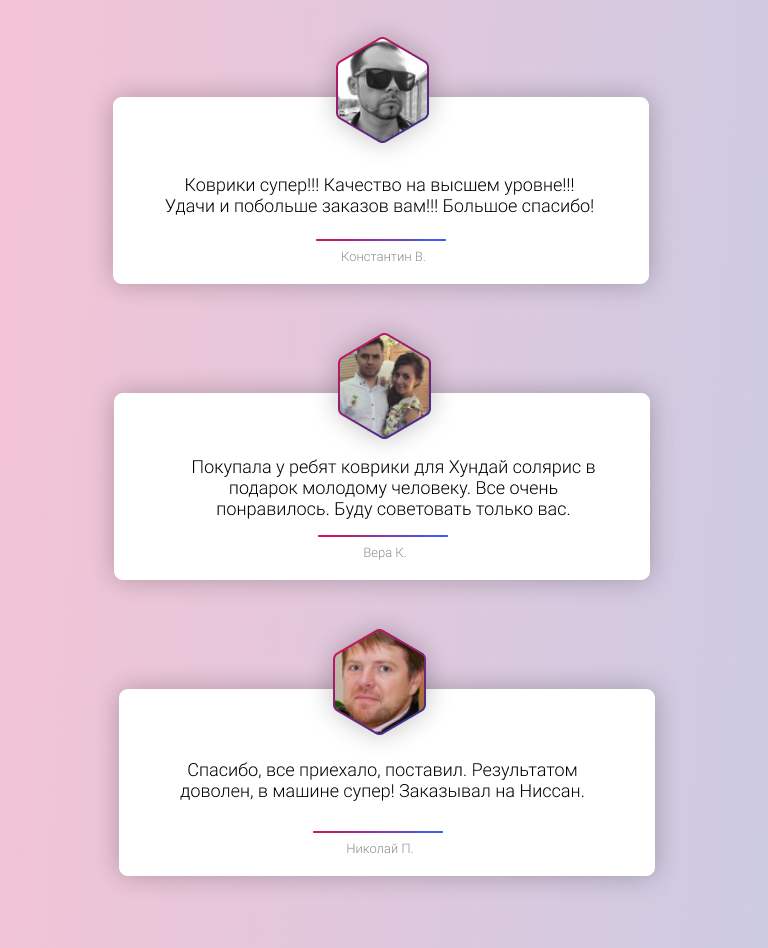 Коврики супер!!! Качество на высшем уровне!!!
Удачи и побольше заказов вам!!! Большое спасибо!
Константин В.
Покупала у ребят коврики для Хундай солярис в
подарок молодому человеку. Все очень
понравилось. Буду советовать только вас.
Вера К.
Спасибо, все приехало, поставил. Результатом
доволен, в машине супер! Заказывал на Ниссан.
Николай П.